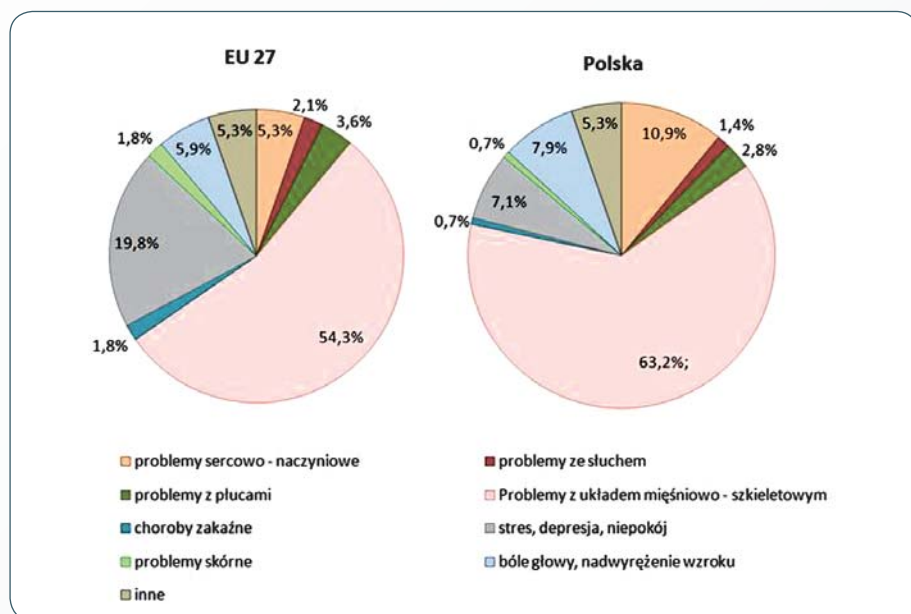 EU 27
5,3%
2,1%
3,6%
54,3%
1,8%
19,8%
1,8%
5,9%
5,3%
Polska
10,9%
1,4%
2,8%
63,2%;
0,7%
7,1%
0,7%
7,9%
5,3%
problemy sercowo - naczyniowe
problemy ze słuchem
problemy z płucami
Problemy z układem mięśniowo - szkieletowym
choroby zakaźne
stres, depresja, niepokój
problemy skórne
bóle głowy, nadwyrężenie wzroku
inne